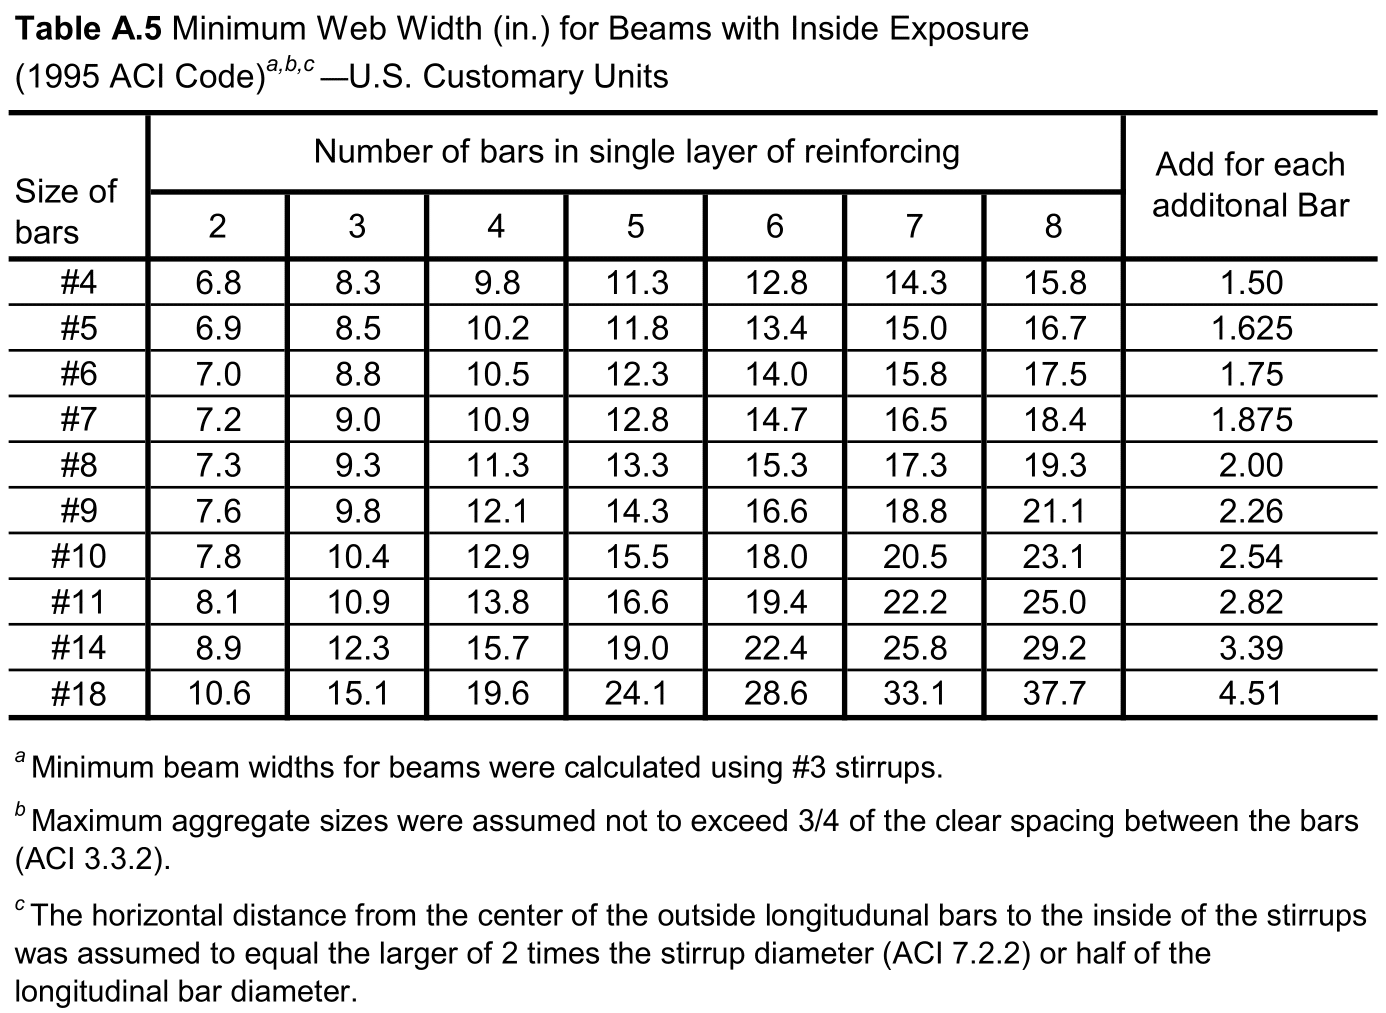 Table A.5 Minimum Web Width (in.) for Beams with Inside Exposure
(1995 ACI Code)a,b,c —U.S. Customary Units
Size of bars Number of bars in single layer of reinforcing Add for each additonal Bar
2 3 4 5 6 7 8
#4 6.8 8.3 9.8 11.3 12.8 14.3 15.8 1.50
#5 6.9 8.5 10.2 11.8 13.4 15.0 16.7 1.625
#6 7.0 8.8 10.5 12.3 14.0 15.8 17.5 1.75
#7 7.2 9.0 10.9 12.8 14.7 16.5 18.4 1.875
#8 7.3 9.3 11.3 13.3 15.3 17.3 19.3 2.00
#9 7.6 9.8 12.1 14.3 16.6 18.8 21.1 2.26
#10 7.8 10.4 12.9 15.5 18.0 20.5 23.1 2.54
#11 8.1 10.9 13.8 16.6 19.4 22.2 25.0 2.82
#14 8.9 12.3 15.7 19.0 22.4 25.8 29.2 3.39
#18 10.6 15.1 19.6 24.1 28.6 33.1 37.7 4.51
a Minimum beam widths for beams were calculated using #3 stirrups.
b Maximum aggregate sizes were assumed not to exceed 3/4 of the clear spacing between the bars
(ACI 3.3.2).
c The horizontal distance from the center of the outside longitudunal bars to the inside of the stirrups
was assumed to equal the larger of 2 times the stirrup diameter (ACI 7.2.2) or half of the
longitudinal bar diameter.